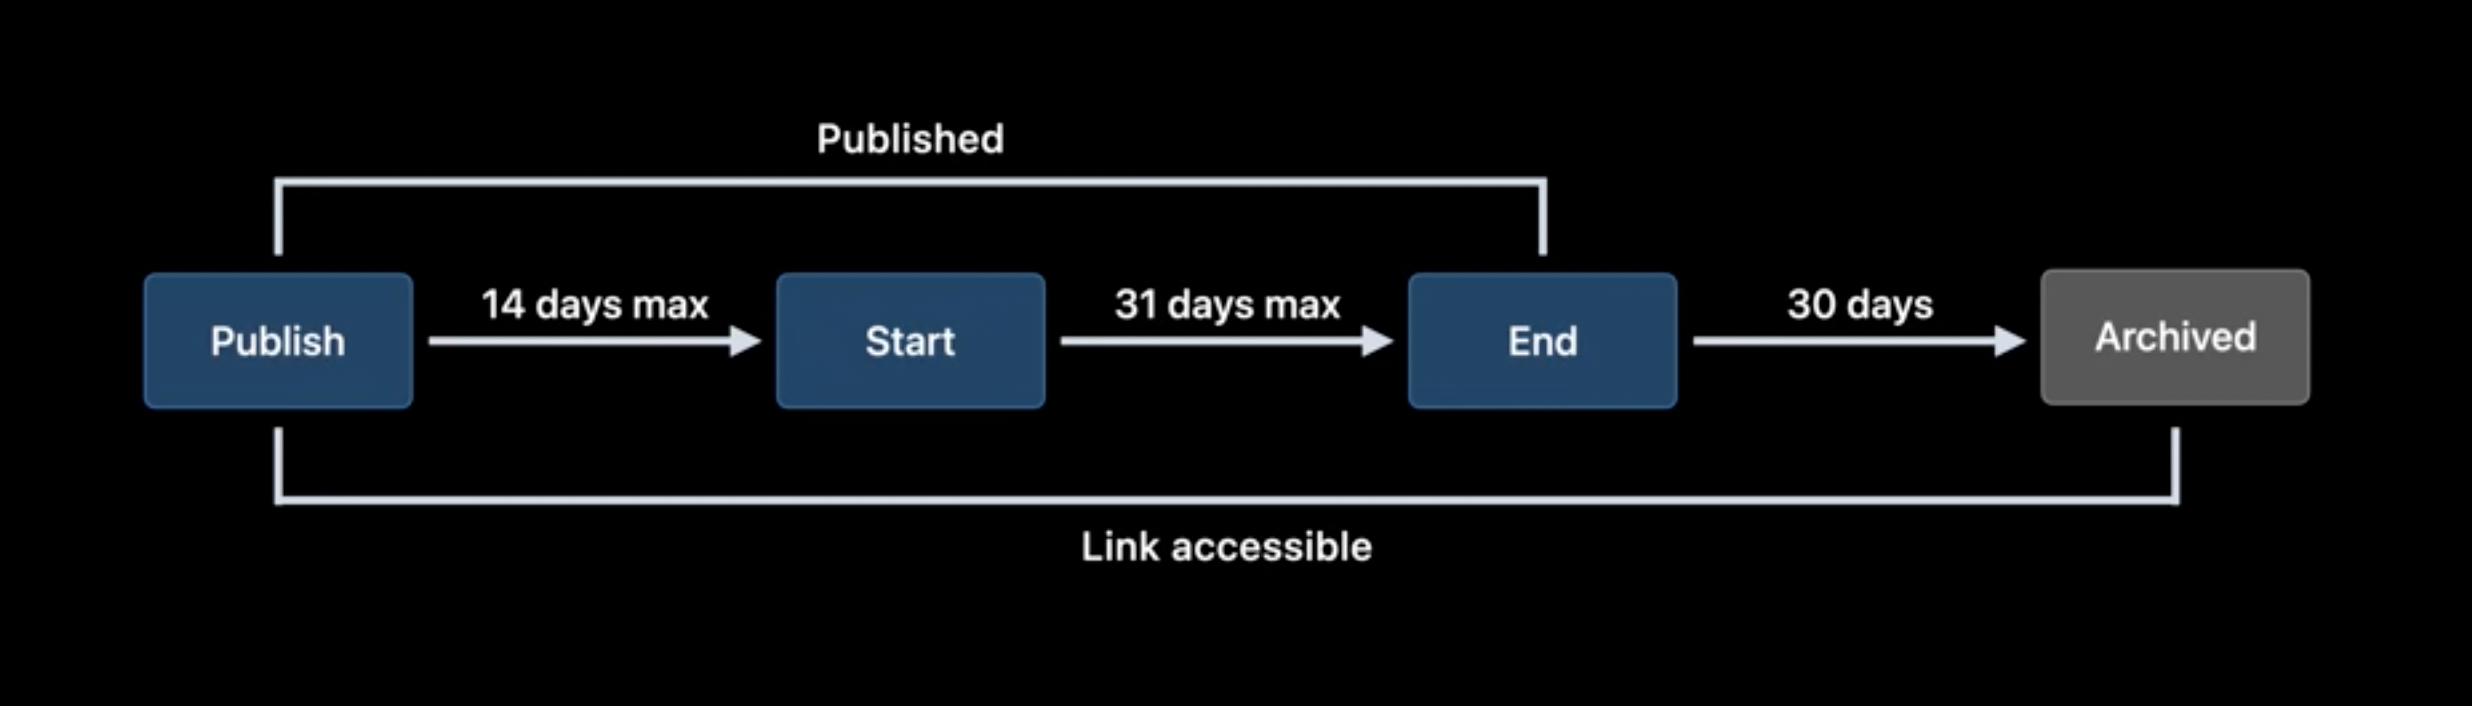 Published
Publish
14 days max
Start
31 days max
End
30 days
Archived
Link accessible